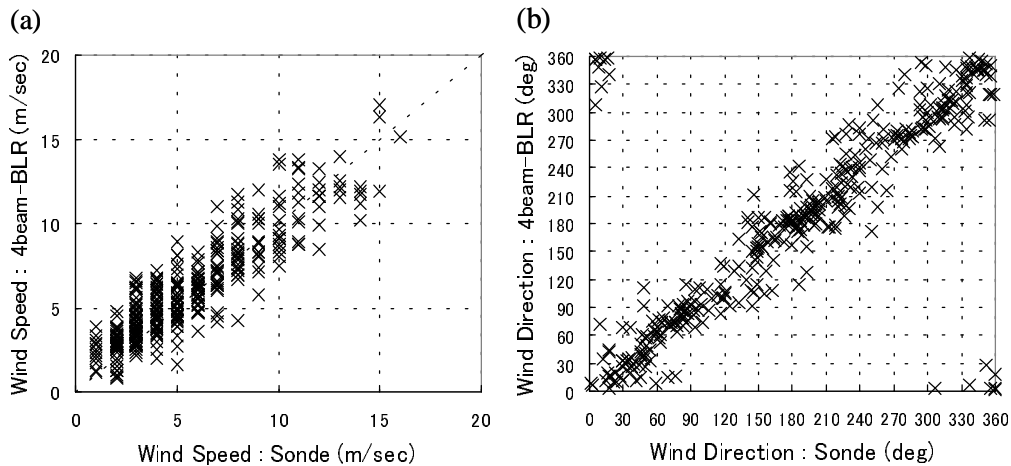 (a)
20
15
10
5
0
0 5 10 15 20
Wind Speed : 4beam-BLR (m/sec)
Wind Speed : Sonde (m/sec)
(b)
360
330
300
270
240
210
180
150
120
90
60
30
0
0 30 60 90 120 150 180 210 240 270 300 330 360
Wind Direction : 4beam-BLR (deg)
Wind Direction : Sonde (deg)